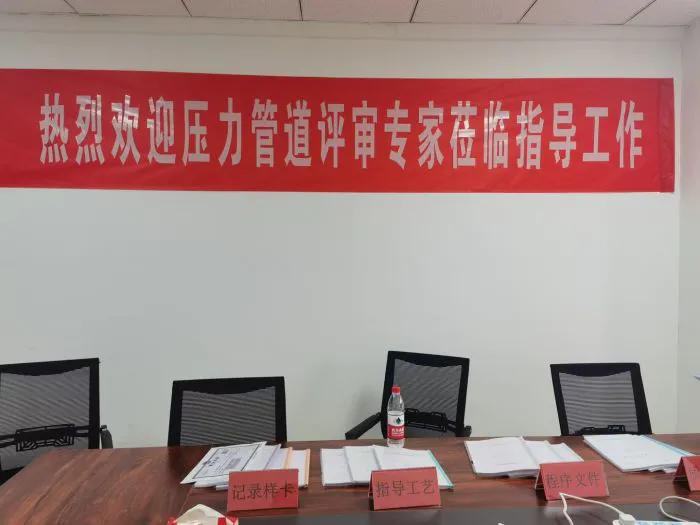 热烈欢迎压力管道评审专家莅临指导工作
记录样卡
指导工艺
程序文件